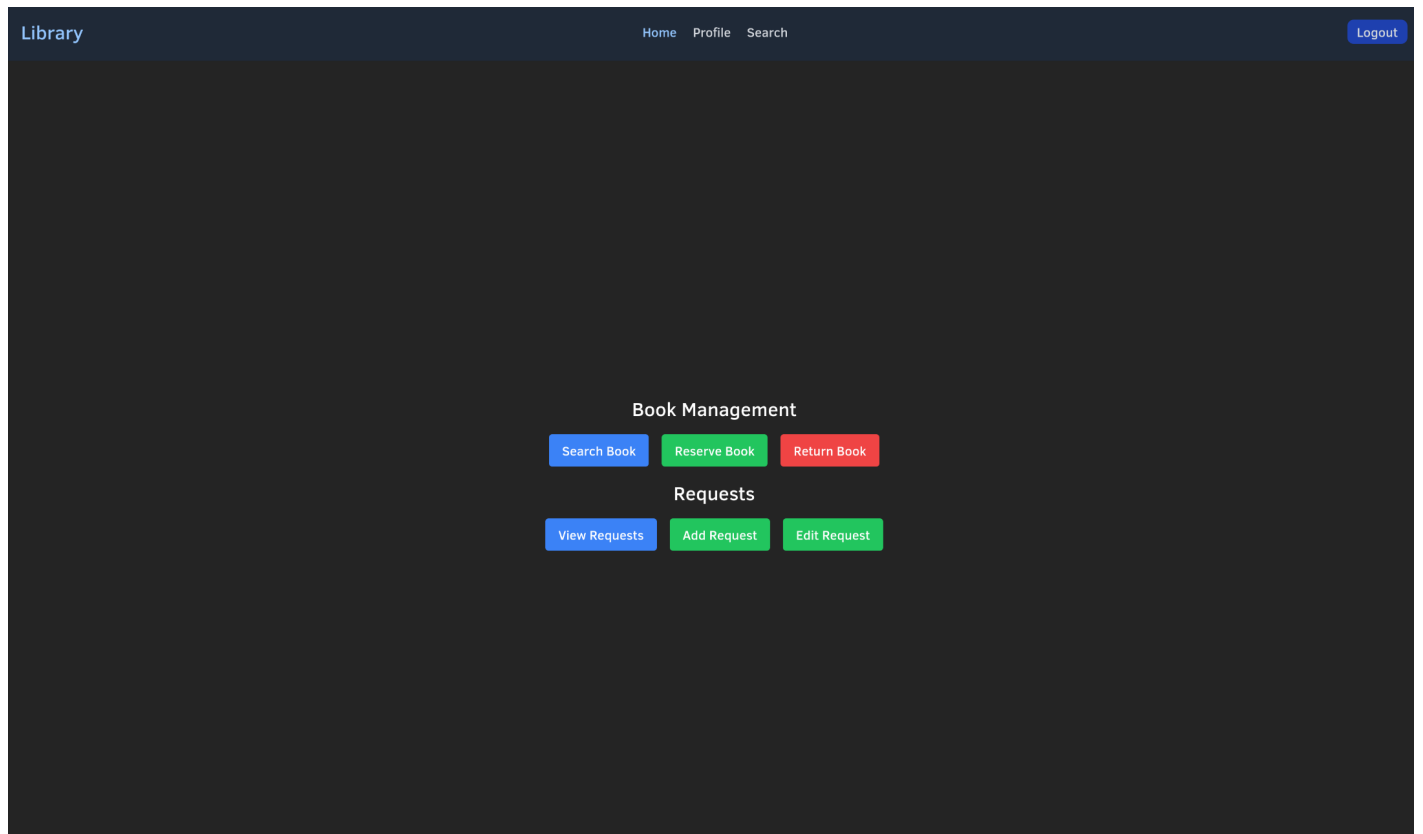 Library Home Profile Search Logout
Book Management
Search Book Reserve Book Return Book
Requests
View Requests Add Request Edit Request